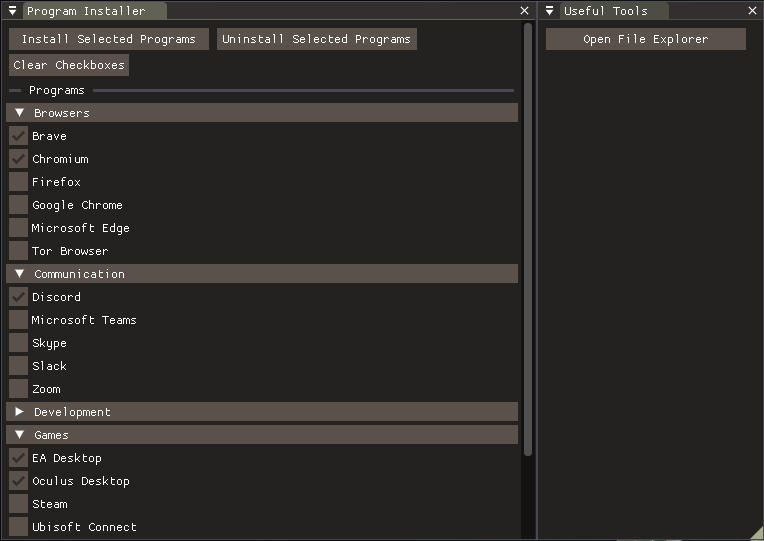 Program Installer
Useful Tools
Install Selected Programs
Uninstall Selected Programs
Clear Checkboxes
Open File Explorer
Programs
Browsers
Brave
Chromium
Firefox
Google Chrome
Microsoft Edge
Tor Browser
Communication
Discord
Microsoft Teams
Skype
Slack
Zoom
Development
Games
EA Desktop
Oculus Desktop
Steam
Ubisoft Connect